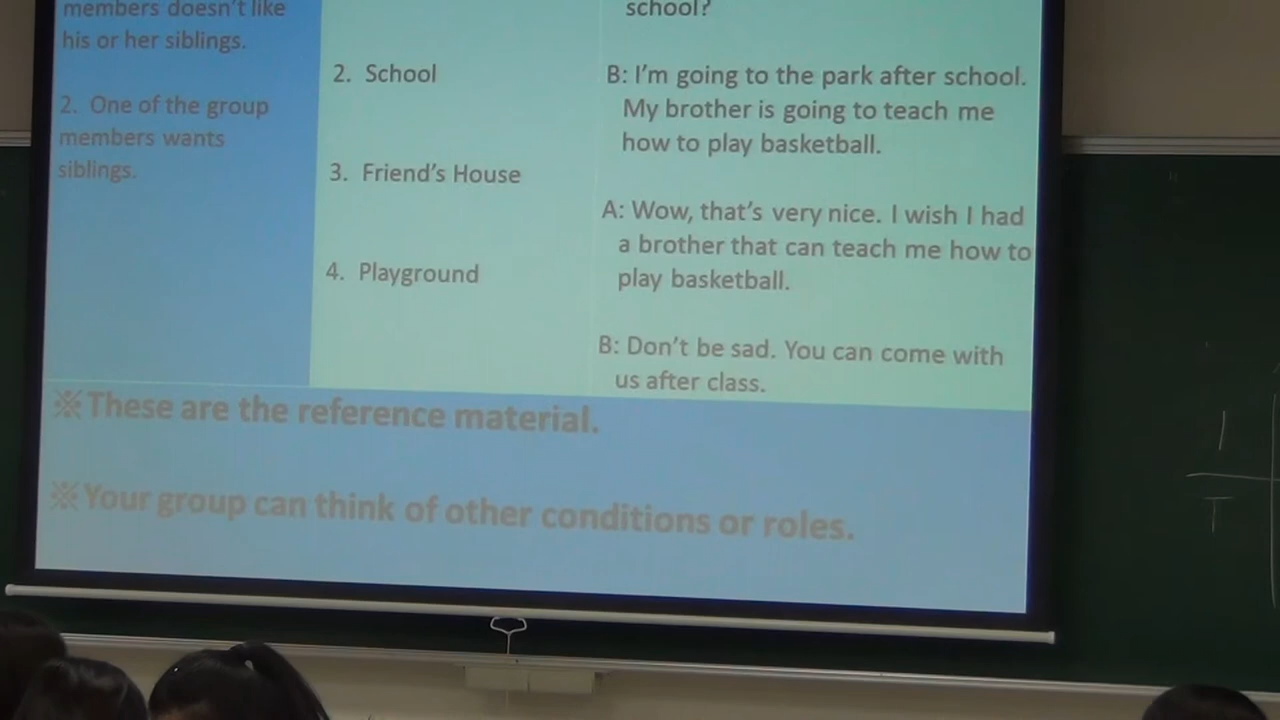 members doesn't like
his or her siblings.
2. One of the group
members wants
siblings.
2. School
3. Friend's House
4. Playground
school?
B: I'm going to the park after school.
My brother is going to teach me
how to play basketball.
A: Wow, that's very nice. I wish I had
a brother that can teach me how to
play basketball.
B: Don't be sad. You can come with
us after class.
※These are the reference material.
※Your group can think of other conditions or roles.
1
T